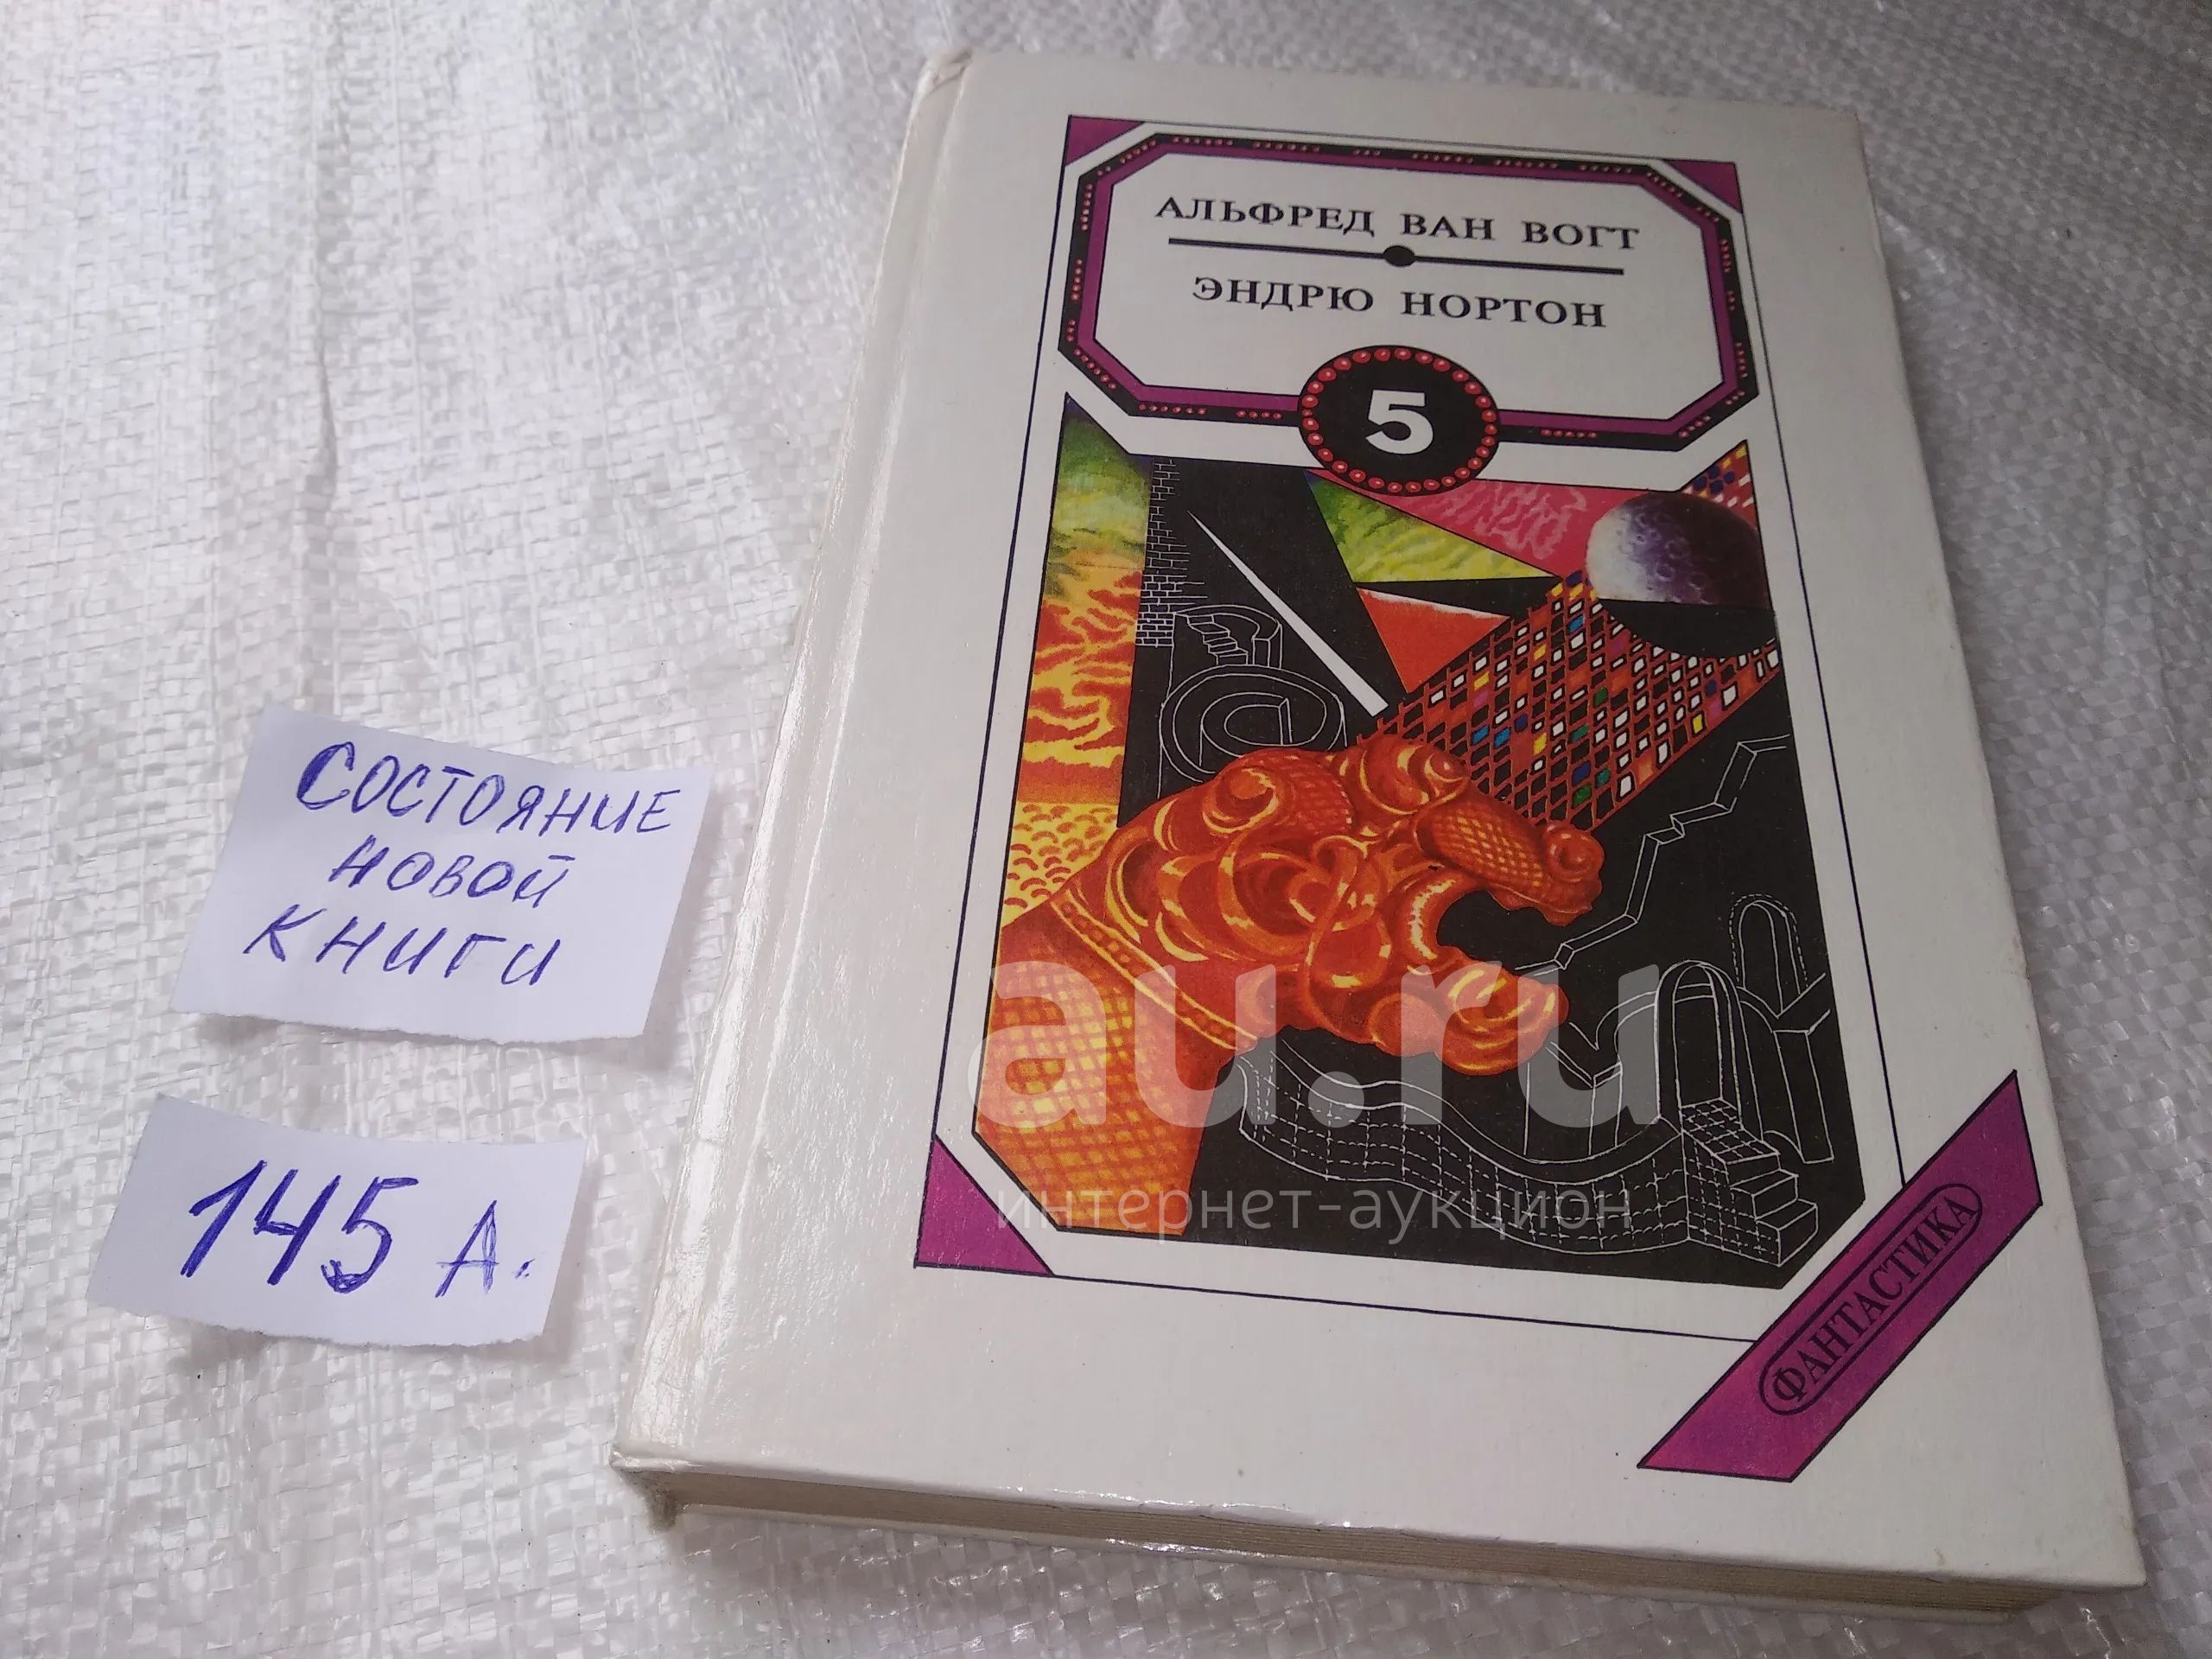 АЛЬФРЕД ВАН ВОГТ
ЭНДРЮ НОРТОН
5
ФАНТАСТИКА
СОСТОЯНИЕ
НОВОЙ
КНИГИ
145 А.
au.ru
интернет-аукцион